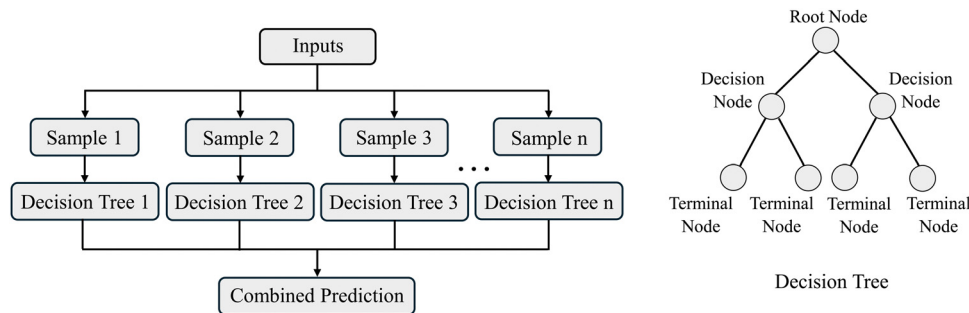 Inputs
Sample 1
Sample 2
Sample 3
Sample n
...
Decision Tree 1
Decision Tree 2
Decision Tree 3
Decision Tree n
Combined Prediction
Root Node
Decision
Node
Decision
Node
Terminal
Node
Terminal
Node
Terminal
Node
Terminal
Node
Decision Tree